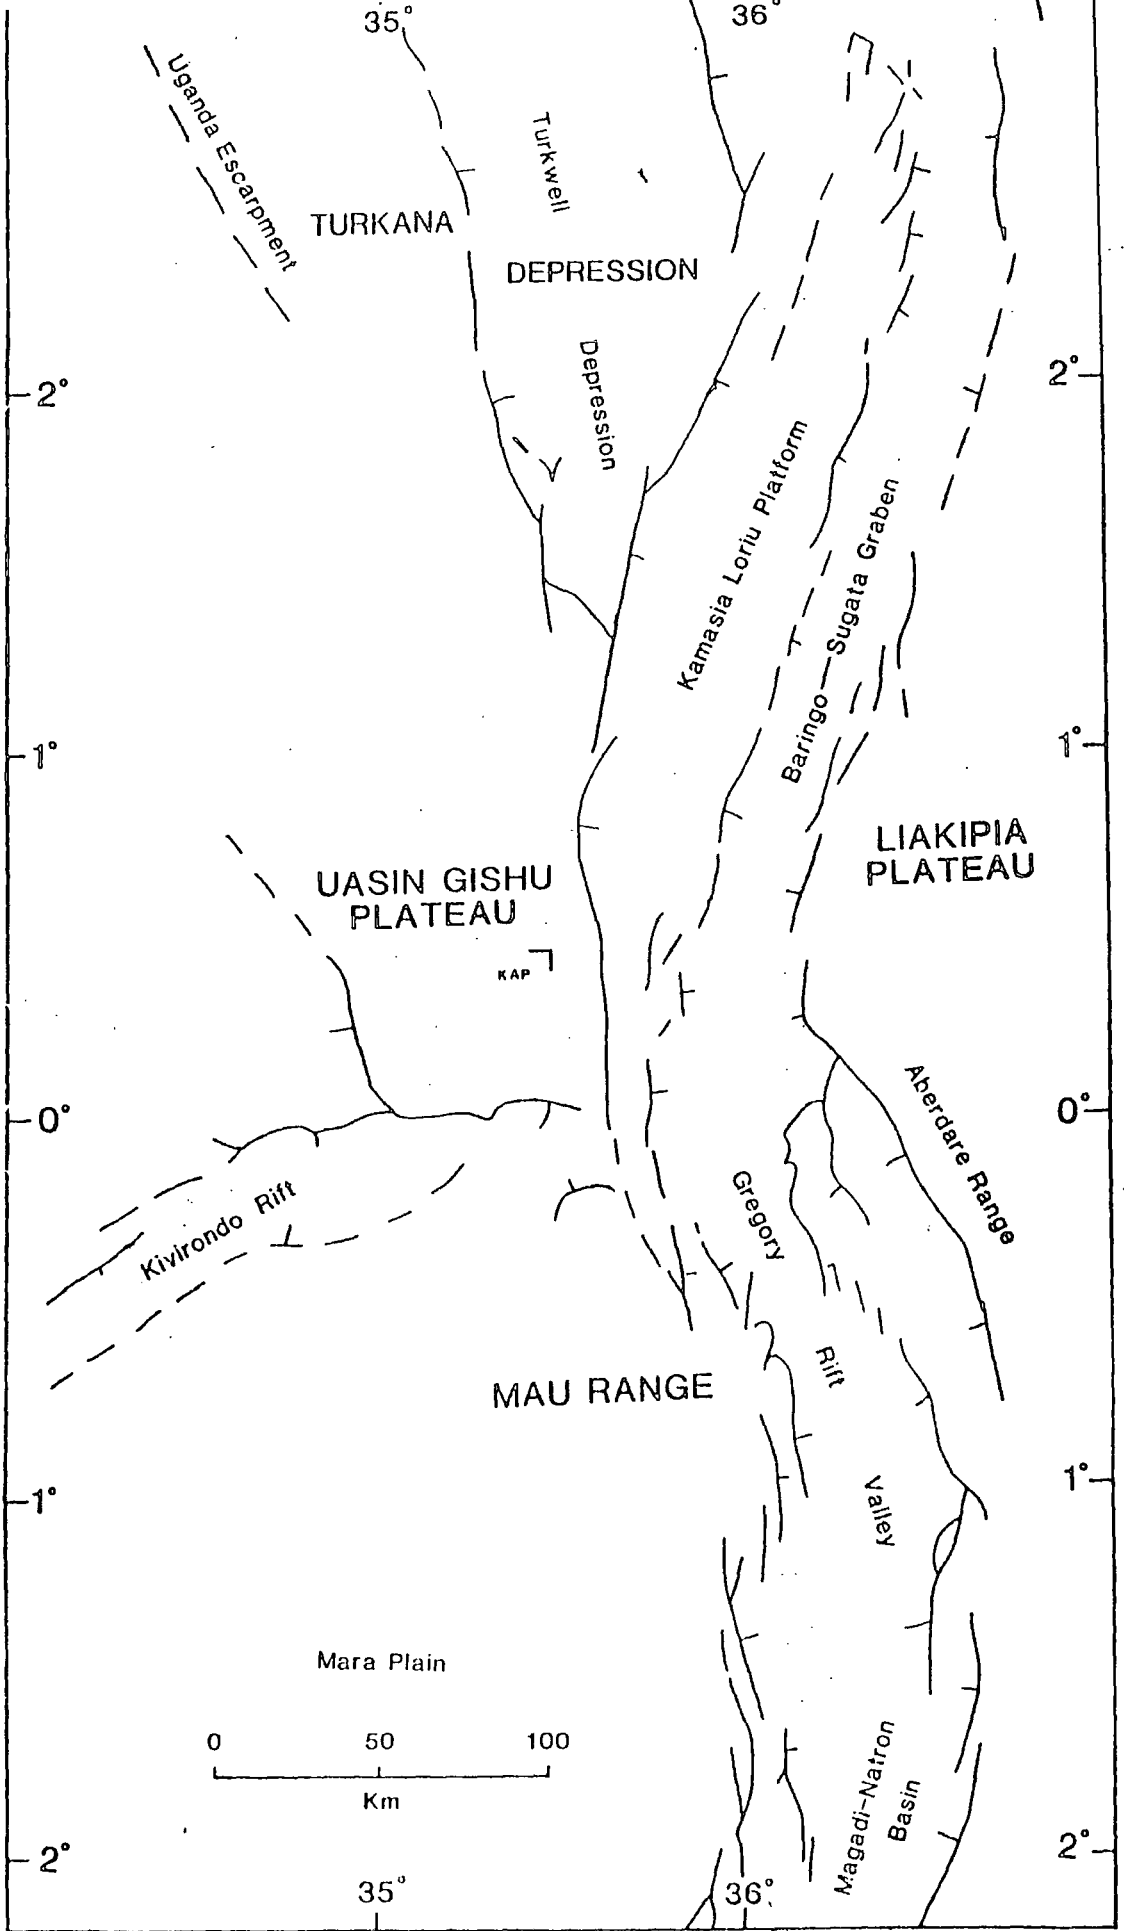 35°
36°
Uganda Escarpment
Turkwell
TURKANA
DEPRESSION
Depression
2°
2°
Kamasia Loriu Platform
Baringo Sugata Graben
1°
1°
LIAKIPIA
PLATEAU
UASIN GISHU
PLATEAU
KAP
0°
0°
Aberdare Range
Kivirondo Rift
Gregory
Rift
Valley
MAU RANGE
1°
1°
Mara Plain
0 50 100
Km
Magadi-Natron
Basin
2°
2°
35°
36°